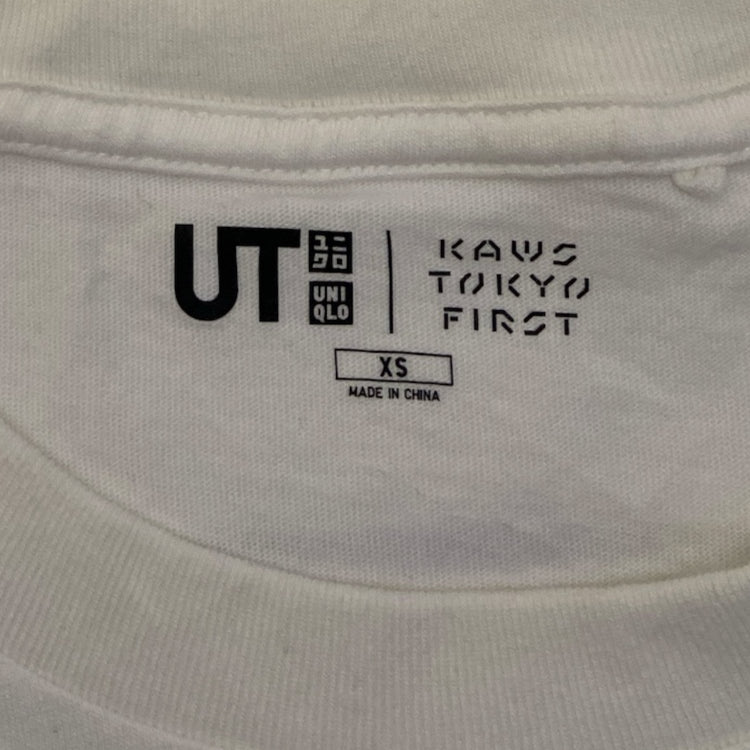 UT
ユニ
クロ
UNI
QLO
KAWS
TOKYO
FIRST
XS
MADE IN CHINA